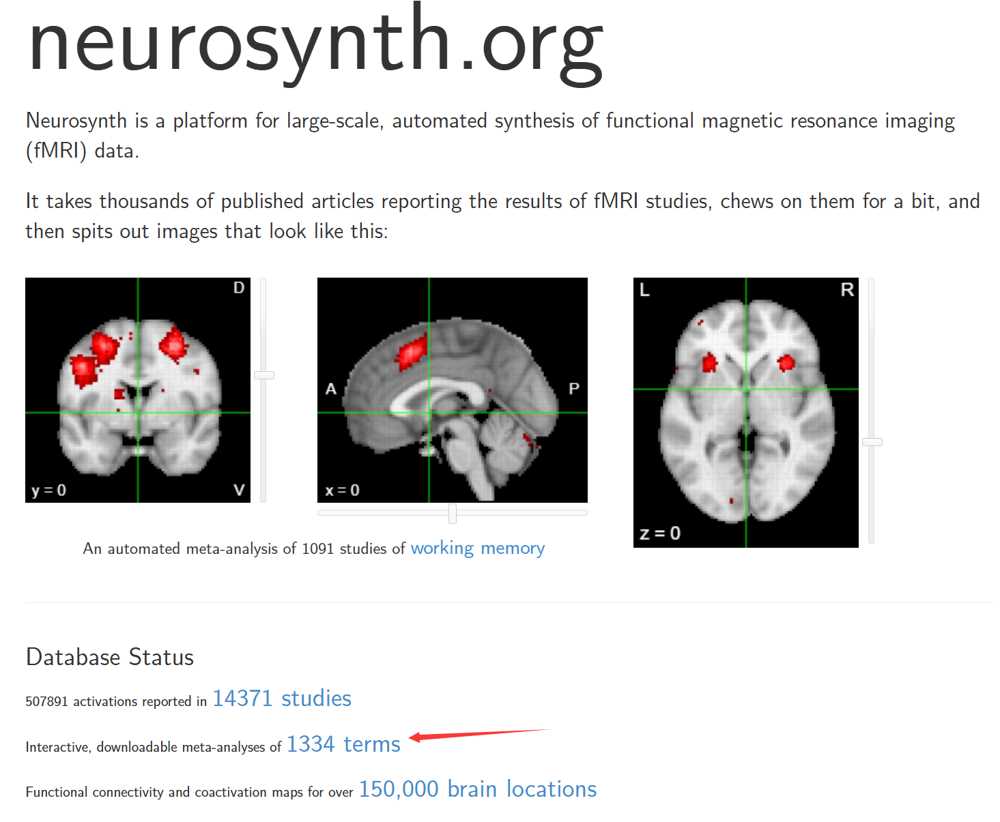 neurosynth.org
Neurosynth is a platform for large-scale, automated synthesis of functional magnetic resonance imaging
(fMRI) data.
It takes thousands of published articles reporting the results of fMRI studies, chews on them for a bit, and
then spits out images that look like this:
D
y = 0
V
A
P
x = 0
L
R
z = 0
An automated meta-analysis of 1091 studies of working memory
Database Status
507891 activations reported in 14371 studies
Interactive, downloadable meta-analyses of 1334 terms
Functional connectivity and coactivation maps for over 150,000 brain locations